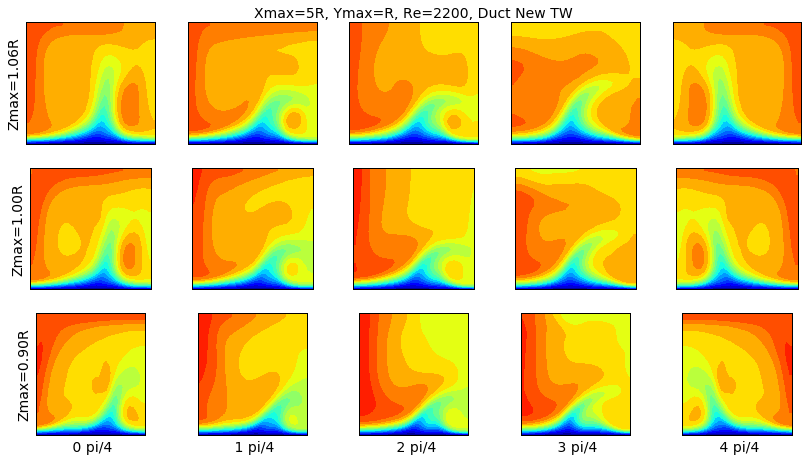 Xmax=5R, Ymax=R, Re=2200, Duct New TW
Zmax=1.06R
Zmax=1.00R
Zmax=0.90R
0 pi/4 1 pi/4 2 pi/4 3 pi/4 4 pi/4